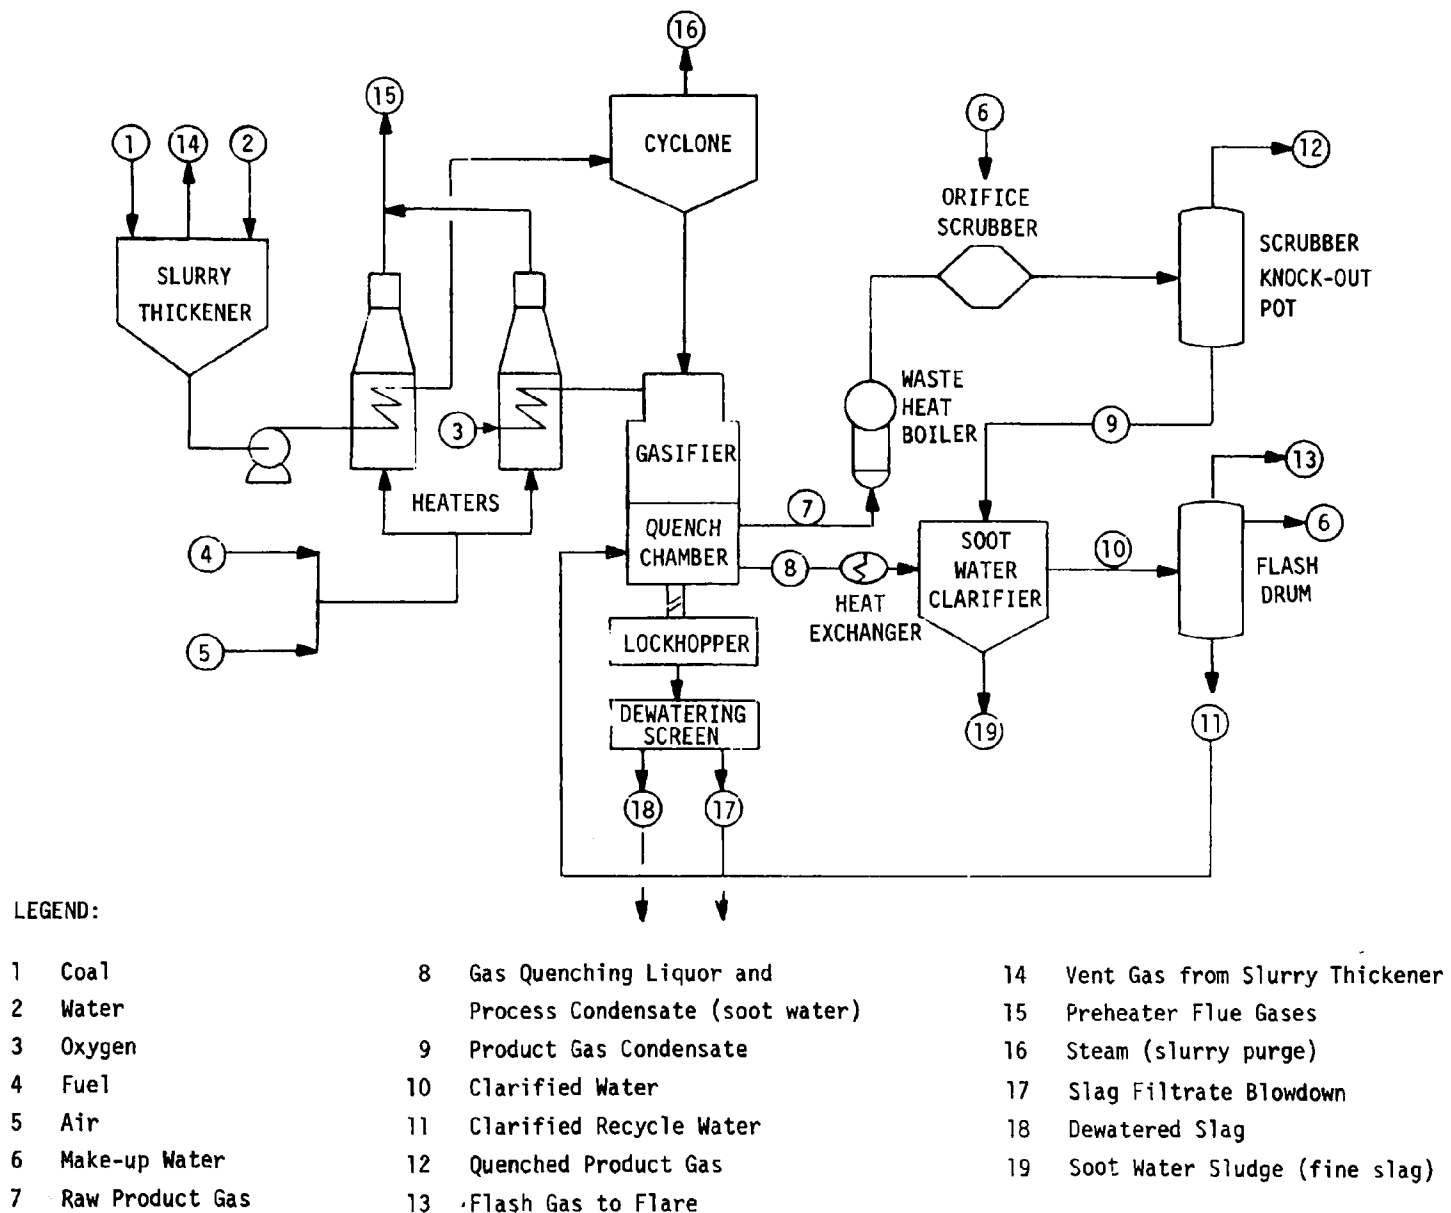 16
15
1
14
2
CYCLONE
6
12
ORIFICE
SCRUBBER
SLURRY
THICKENER
SCRUBBER
KNOCK-OUT
POT
WASTE
HEAT
BOILER
9
3
GASIFIER
13
HEATERS
7
QUENCH
CHAMBER
6
4
8
SOOT
WATER
CLARIFIER
10
FLASH
DRUM
HEAT
EXCHANGER
5
LOCKHOPPER
DEWATERING
SCREEN
19
11
18
17
LEGEND:
1 Coal
2 Water
3 Oxygen
4 Fuel
5 Air
6 Make-up Water
7 Raw Product Gas
8 Gas Quenching Liquor and
Process Condensate (soot water)
9 Product Gas Condensate
10 Clarified Water
11 Clarified Recycle Water
12 Quenched Product Gas
13 Flash Gas to Flare
14 Vent Gas from Slurry Thickener
15 Preheater Flue Gases
16 Steam (slurry purge)
17 Slag Filtrate Blowdown
18 Dewatered Slag
19 Soot Water Sludge (fine slag)